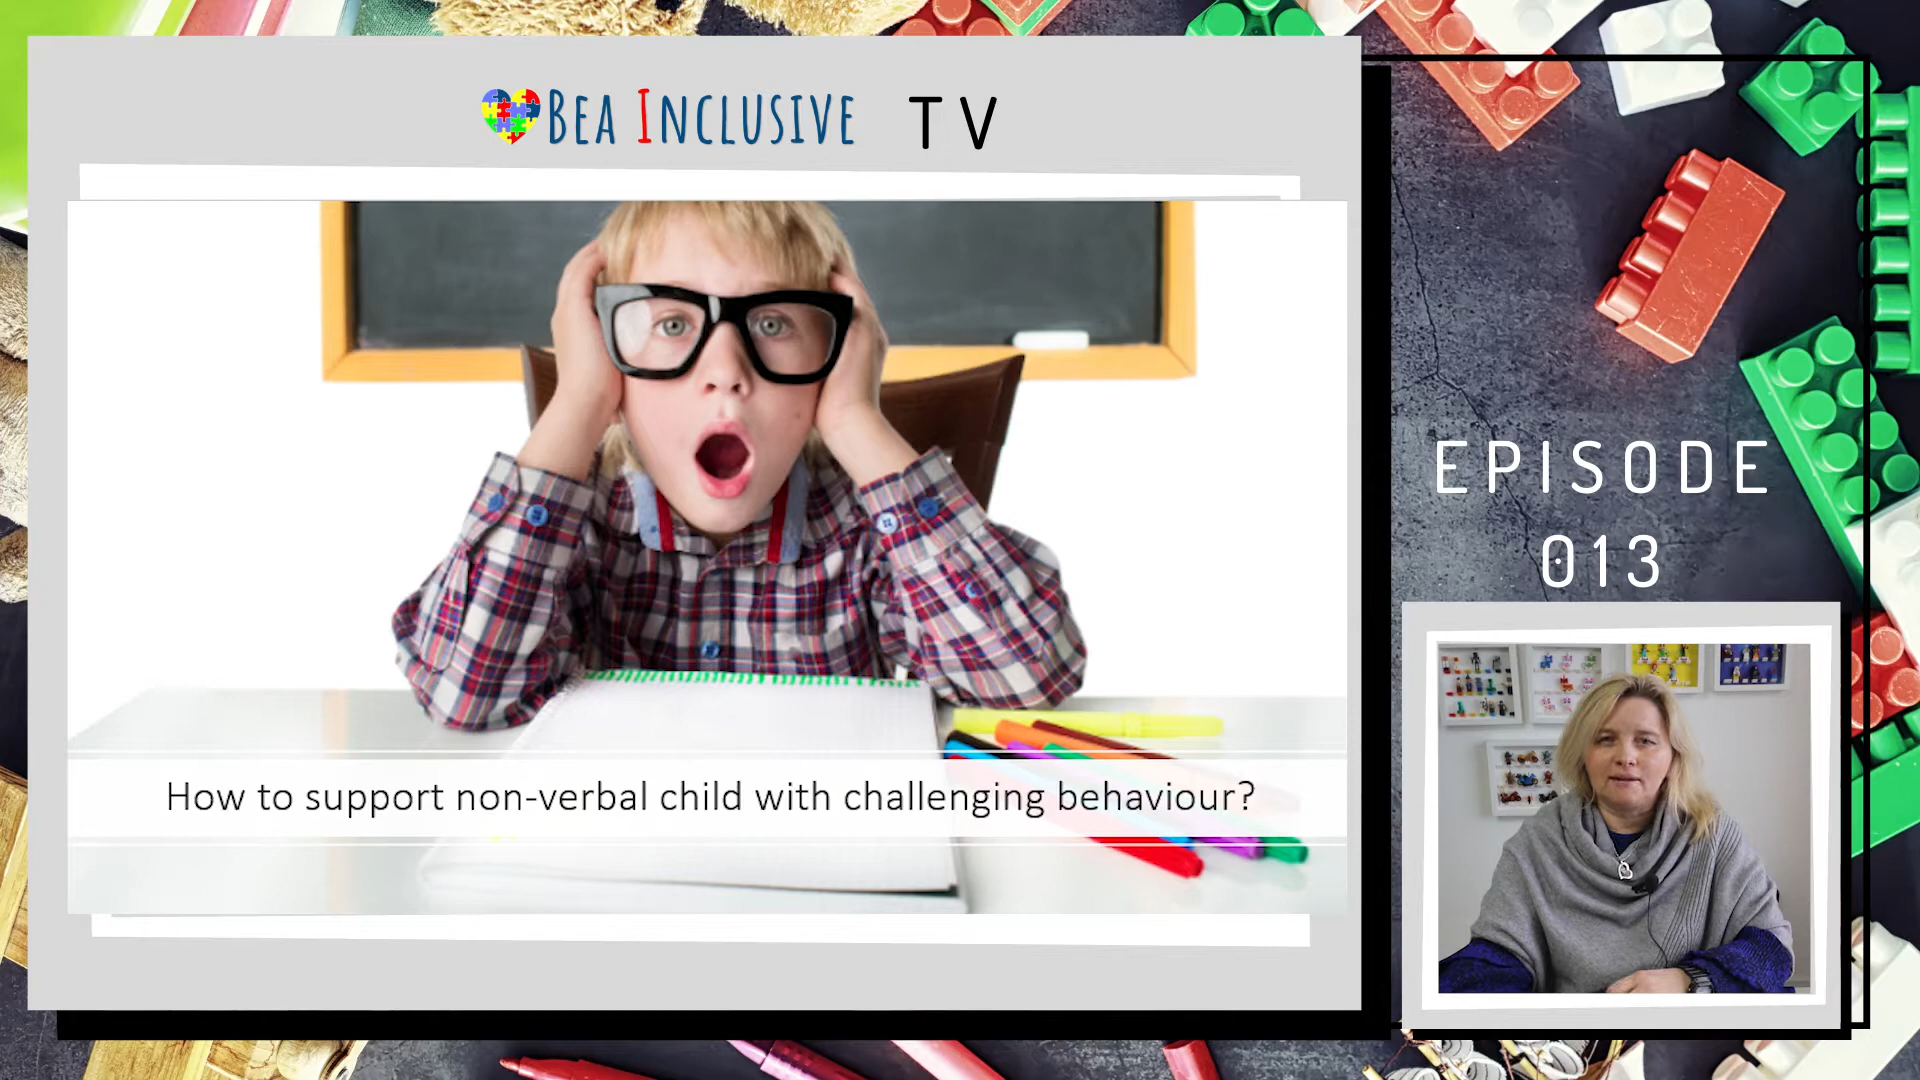 BEA INCLUSIVE TV
How to support non-verbal child with challenging behaviour?
EPISODE
013